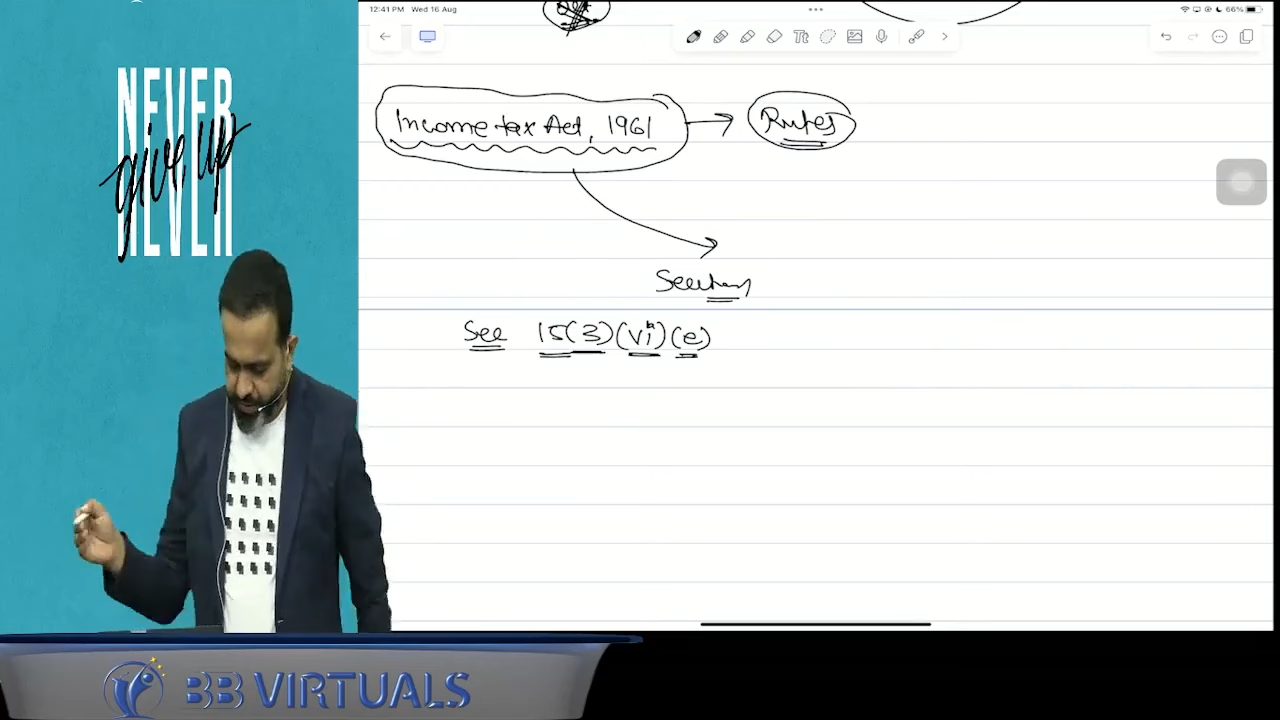 12:41 PM Wed 16 Aug
66%
NEVER
give up
NEVER
Income tax Act, 1961
Rules
Section
Sec 15(3)(vi)(e)
BB VIRTUALS